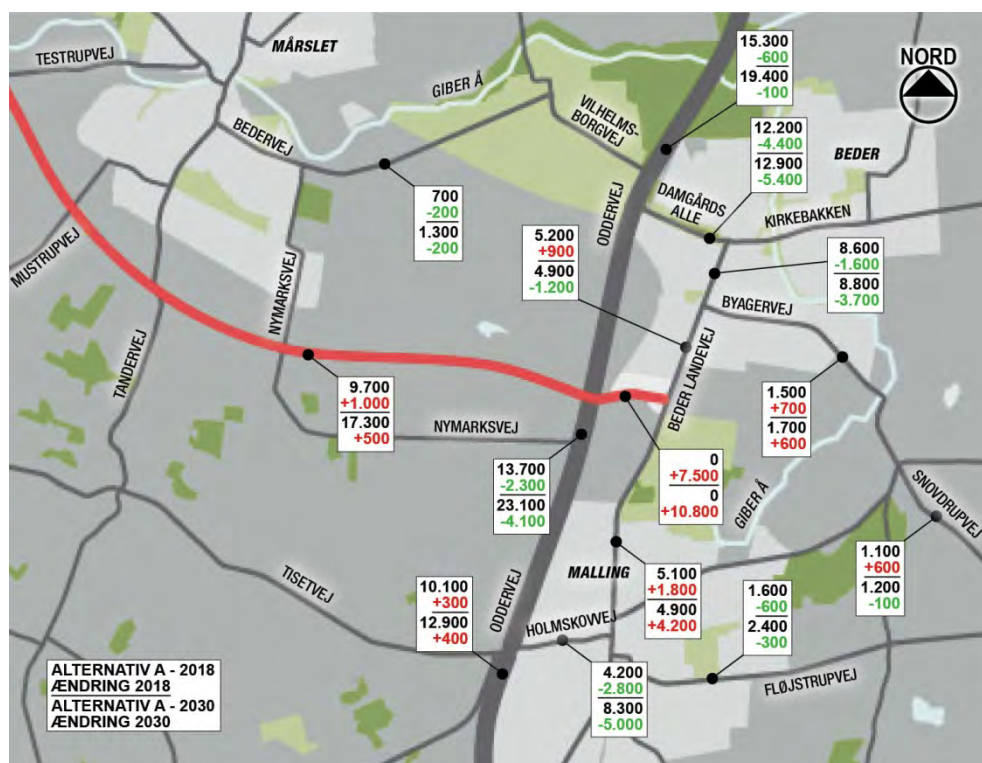 MÅRSLET
TESTRUPVEJ
GIBER Å
NORD
15.300
-600
19.400
-100
VILHELMS-
BORGVEJ
BEDERVEJ
12.200
-4.400
12.900
-5.400
BEDER
700
-200
1.300
-200
DAMGÅRDS
ALLE
KIRKEBAKKEN
ODDERVEJ
5.200
+900
4.900
-1.200
8.600
-1.600
8.800
-3.700
MUSTRUPVEJ
NYMARKSVEJ
BYAGERVEJ
TANDERVEJ
BEDER LANDEVEJ
9.700
+1.000
17.300
+500
1.500
+700
1.700
+600
NYMARKSVEJ
13.700
-2.300
23.100
-4.100
0
+7.500
0
+10.800
GIBER Å
SNOVDRUPVEJ
TISETVEJ
MALLING
5.100
+1.800
4.900
+4.200
1.100
+600
1.200
-100
10.100
+300
12.900
+400
ODDERVEJ
HOLMSKOVVEJ
1.600
-600
2.400
-300
4.200
-2.800
8.300
-5.000
FLØJSTRUPVEJ
ALTERNATIV A - 2018
ÆNDRING 2018
ALTERNATIV A - 2030
ÆNDRING 2030